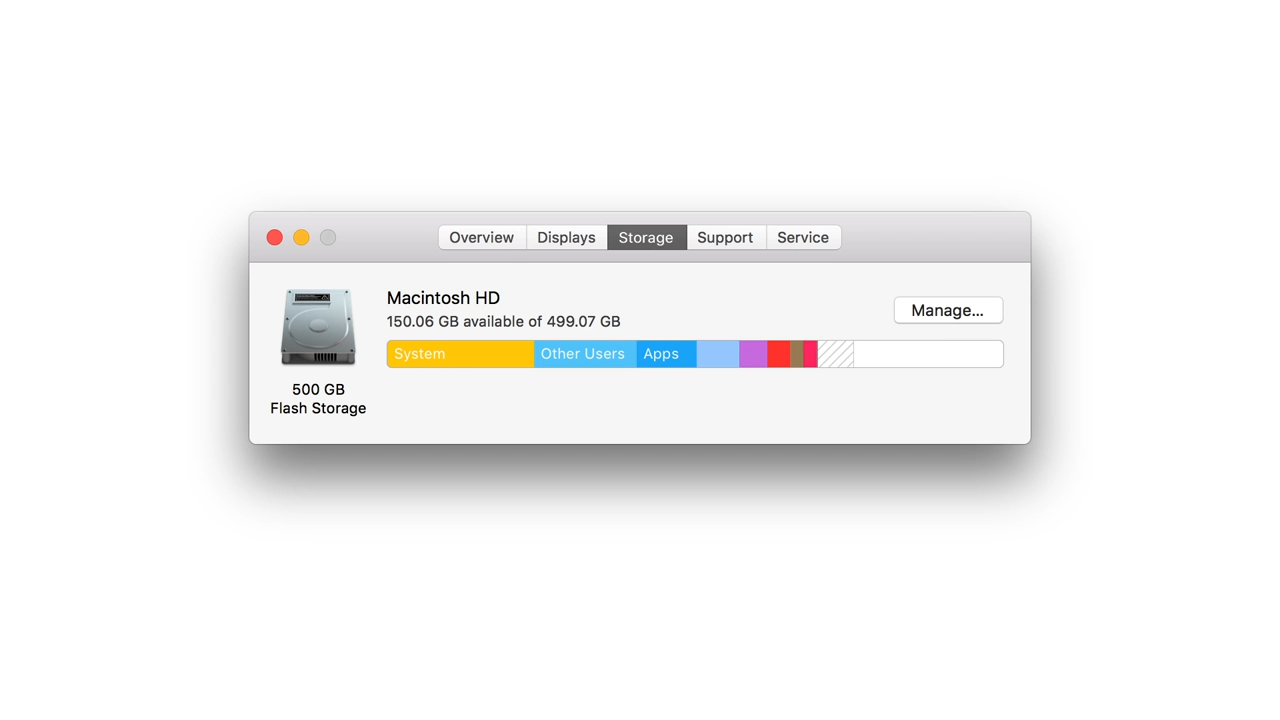 Overview Displays Storage Support Service
Macintosh HD
150.06 GB available of 499.07 GB
Manage...
System Other Users Apps
500 GB
Flash Storage